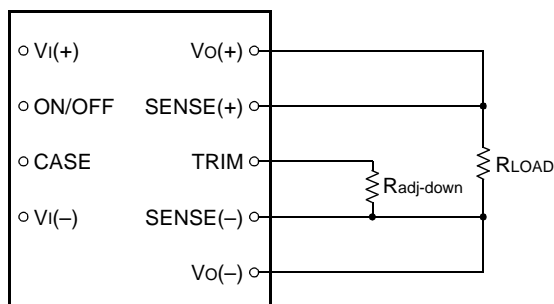 VI(+)
VO(+)
ON/OFF
SENSE(+)
CASE
TRIM
Radj-down
RLOAD
VI(–)
SENSE(–)
VO(–)